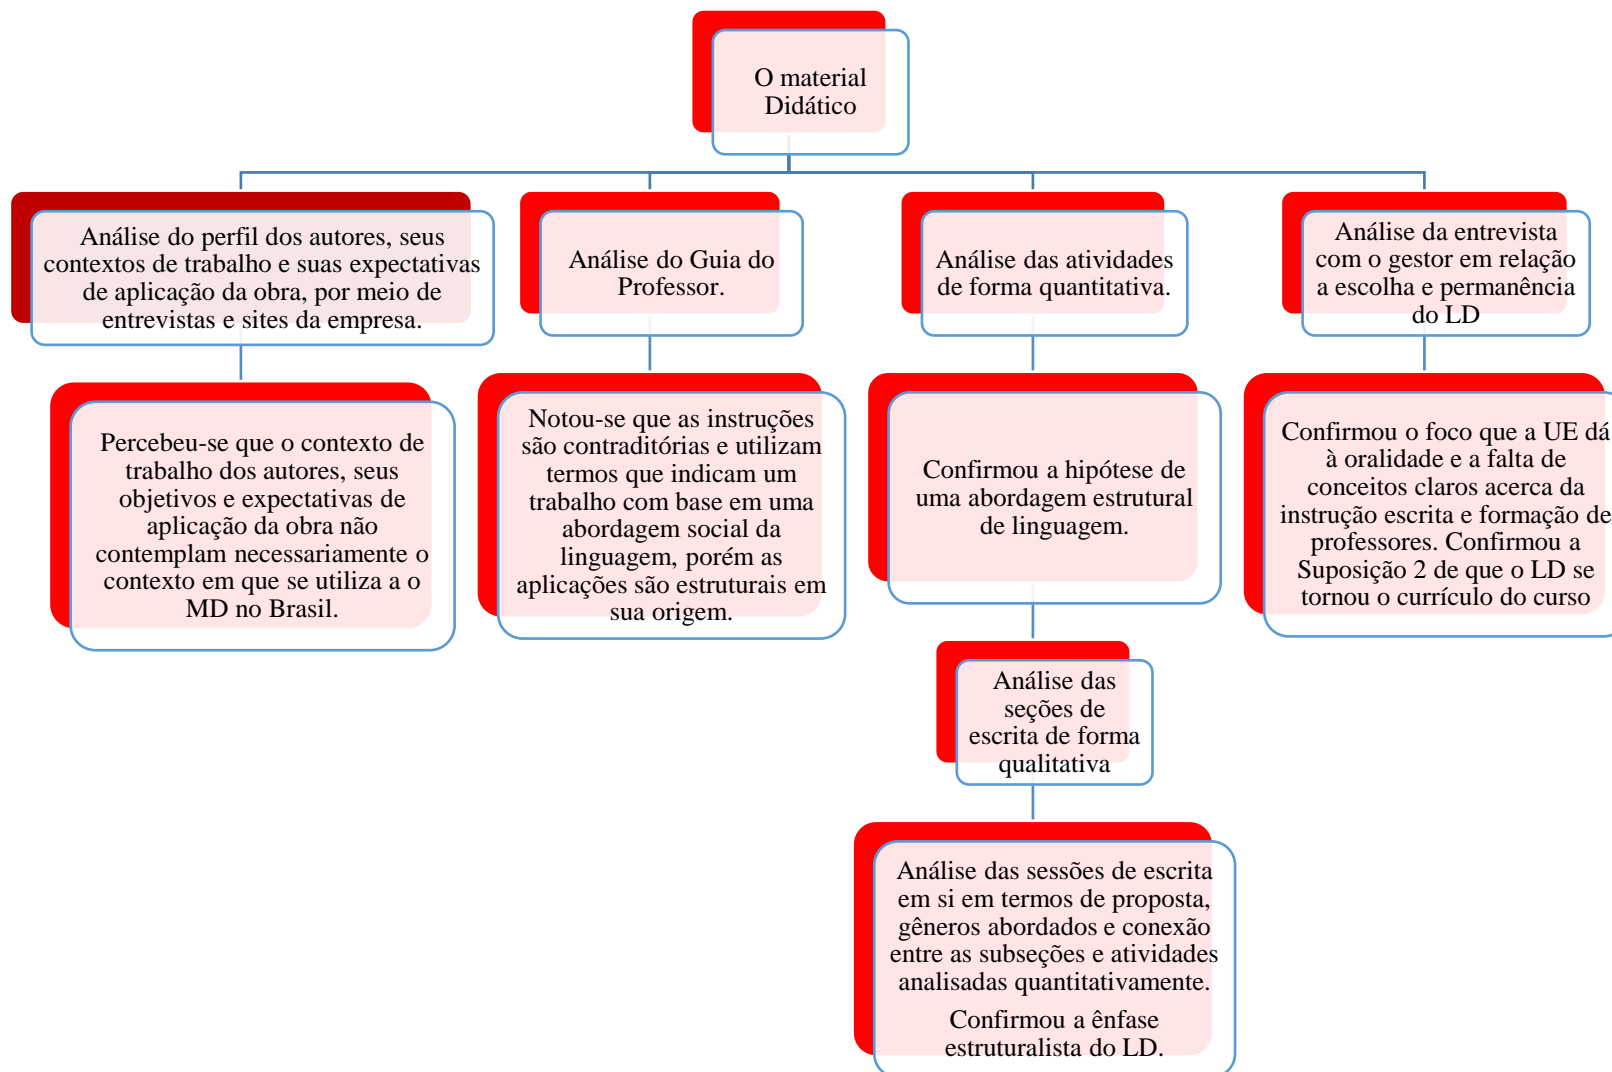 O material
Didático
Análise do perfil dos autores, seus
contextos de trabalho e suas expectativas
de aplicação da obra, por meio de
entrevistas e sites da empresa.
Análise do Guia do
Professor.
Análise das atividades
de forma quantitativa.
Análise da entrevista
com o gestor em relação
a escolha e permanência
do LD
Percebeu-se que o contexto de
trabalho dos autores, seus
objetivos e expectativas de
aplicação da obra não
contemplam necessariamente o
contexto em que se utiliza a o
MD no Brasil.
Notou-se que as instruções
são contraditórias e utilizam
termos que indicam um
trabalho com base em uma
abordagem social da
linguagem, porém as
aplicações são estruturais em
sua origem.
Confirmou a hipótese de
uma abordagem estrutural
de linguagem.
Confirmou o foco que a UE dá
à oralidade e a falta de
conceitos claros acerca da
instrução escrita e formação de
professores. Confirmou a
Suposição 2 de que o LD se
tornou o currículo do curso
Análise das
seções de
escrita de forma
qualitativa
Análise das sessões de escrita
em si em termos de proposta,
gêneros abordados e conexão
entre as subseções e atividades
analisadas quantitativamente.
Confirmou a ênfase
estruturalista do LD.